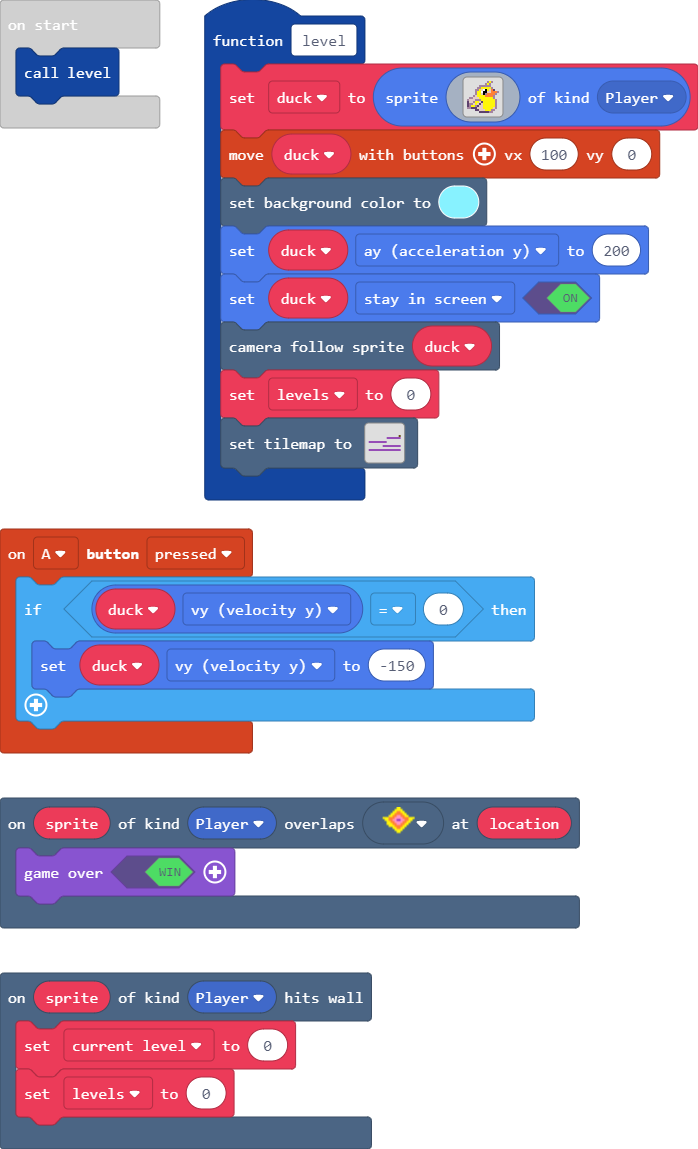 on start
call level
function level
set duck to sprite of kind Player
move duck with buttons vx 100 vy 0
set background color to
set duck ay (acceleration y) to 200
set duck stay in screen ON
camera follow sprite duck
set levels to 0
set tilemap to
on A button pressed
if duck vy (velocity y) = 0 then
set duck vy (velocity y) to -150
on sprite of kind Player overlaps at location
game over WIN
on sprite of kind Player hits wall
set current level to 0
set levels to 0